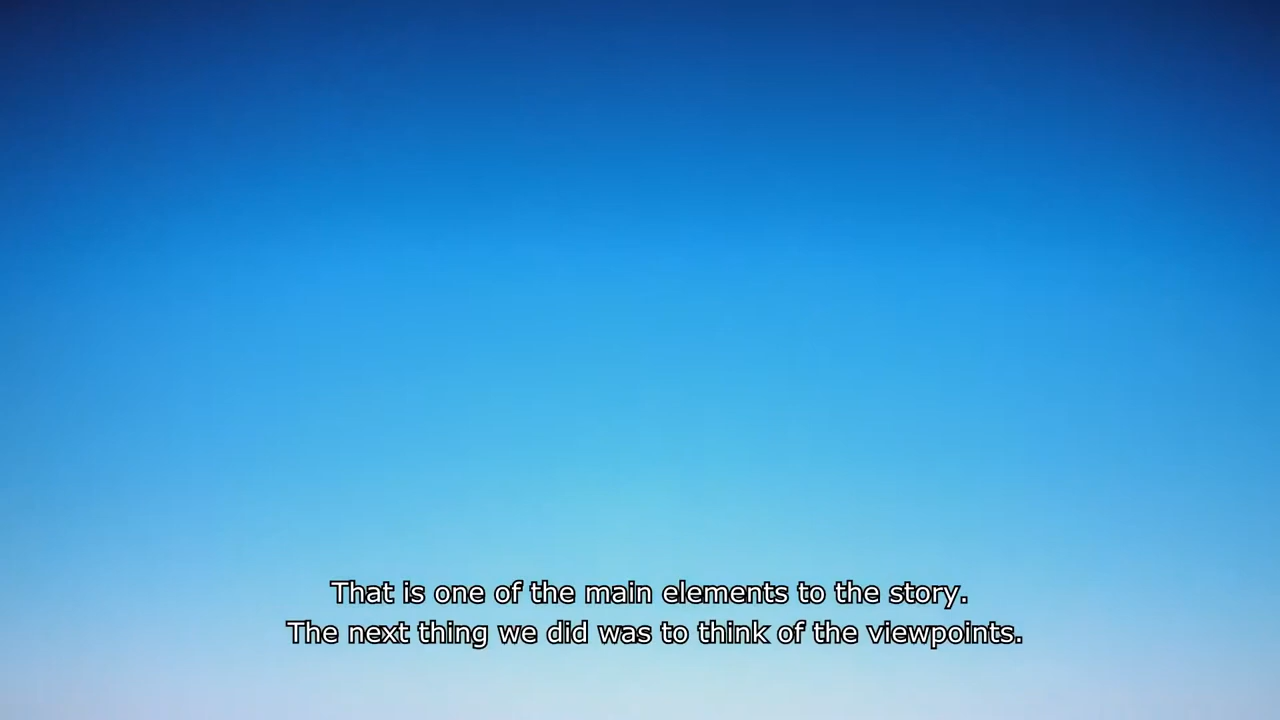 That is one of the main elements to the story.
The next thing we did was to think of the viewpoints.